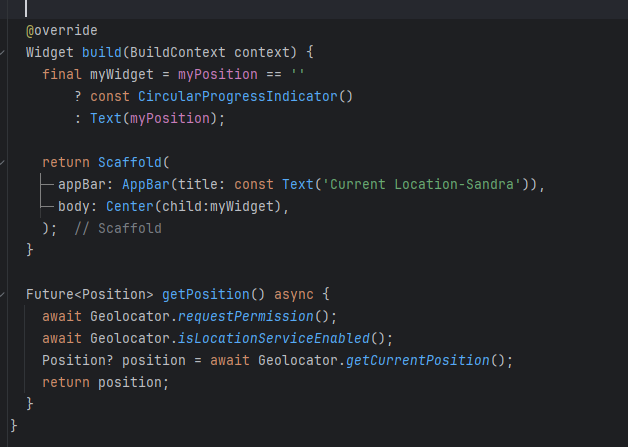 @override
Widget build(BuildContext context) {
final myWidget = myPosition == ''
? const CircularProgressIndicator()
: Text(myPosition);
return Scaffold(
appBar: AppBar(title: const Text('Current Location-Sandra')),
body: Center(child:myWidget),
); // Scaffold
}
Future<Position> getPosition() async {
await Geolocator.requestPermission();
await Geolocator.isLocationServiceEnabled();
Position? position = await Geolocator.getCurrentPosition();
return position;
}
}